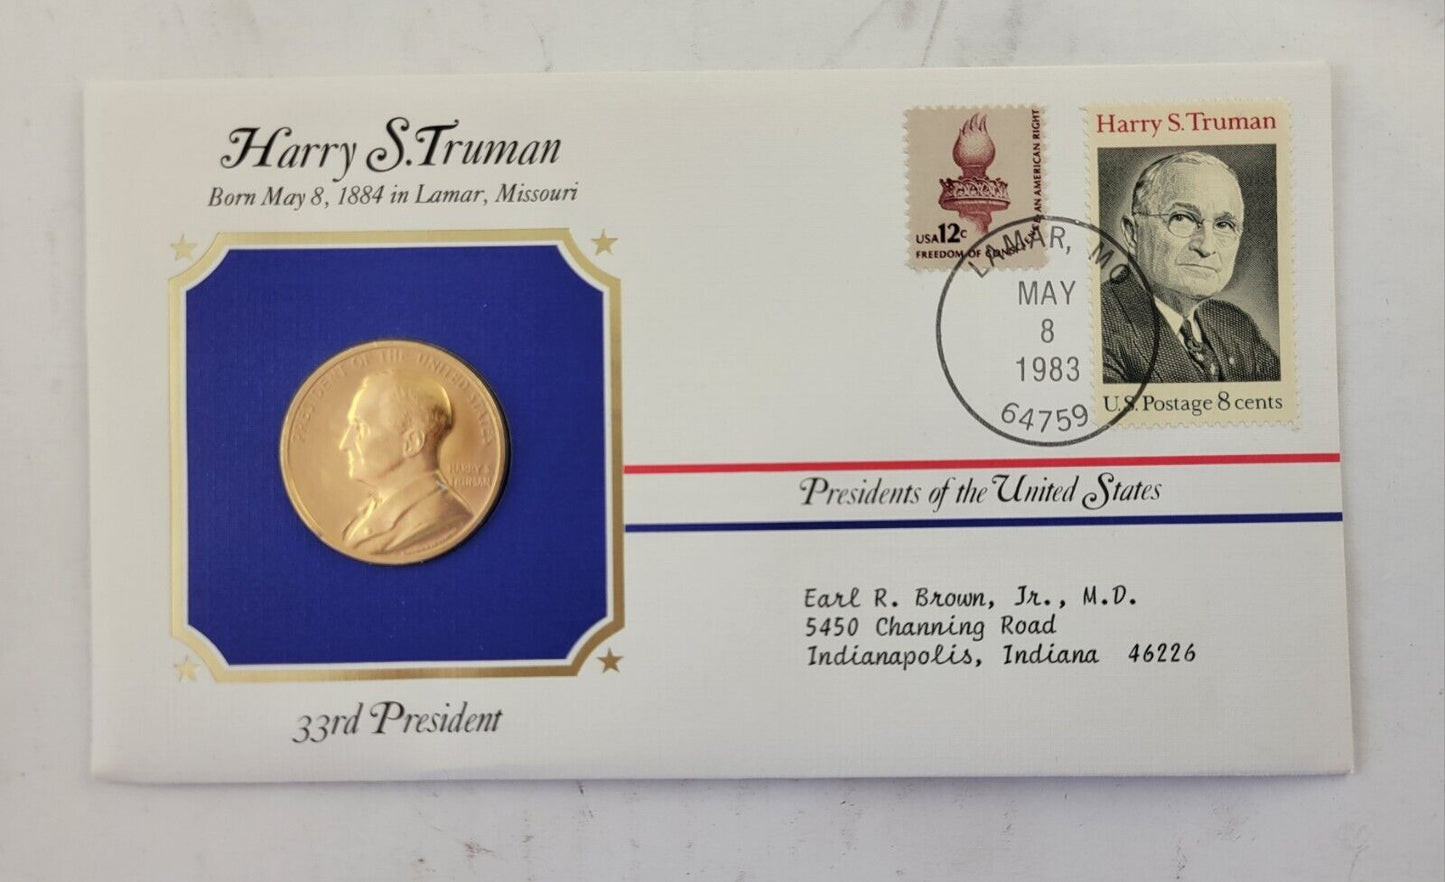 Harry S. Truman
Born May 8, 1884 in Lamar, Missouri
PRESIDENT OF THE UNITED STATES
HARRY S.
TRUMAN
33rd President
USA 12c
FREEDOM OF CONSCIENCE AN AMERICAN RIGHT
Harry S. Truman
U.S. Postage 8 cents
LAMAR, MO
MAY
8
1983
64759
Presidents of the United States
Earl R. Brown, Jr., M.D.
5450 Channing Road
Indianapolis, Indiana 46226